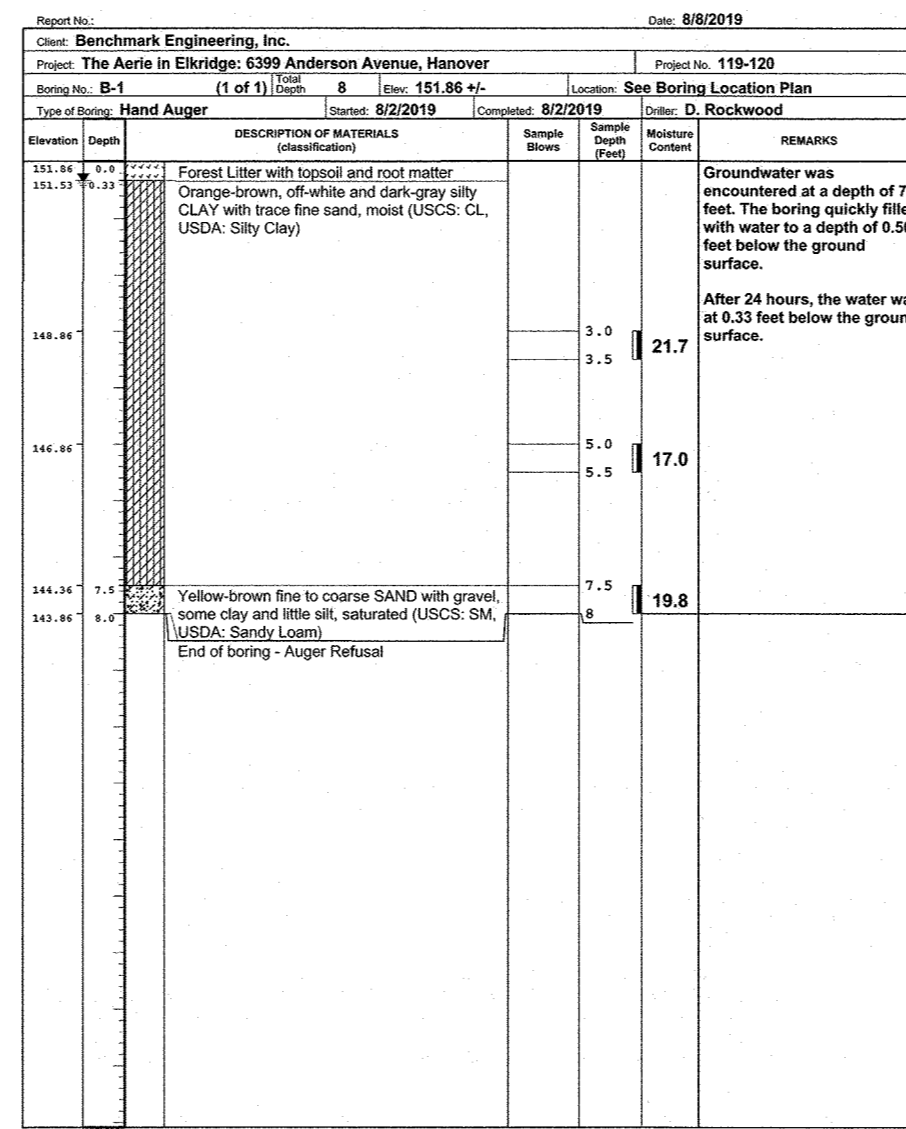 Report No.: Date: 8/8/2019
Client: Benchmark Engineering, Inc.
Project: The Aerie in Elkridge: 6399 Anderson Avenue, Hanover Project No. 119-120
Boring No.: B-1 (1 of 1) Total Depth 8 Elev: 151.86 +/- Location: See Boring Location Plan
Type of Boring: Hand Auger Started: 8/2/2019 Completed: 8/2/2019 Driller: D. Rockwood
Elevation Depth DESCRIPTION OF MATERIALS (classification) Sample Blows Sample Depth (Feet) Moisture Content REMARKS
151.86 0.0 Forest Litter with topsoil and root matter
151.53 0.33 Orange-brown, off-white and dark-gray silty
CLAY with trace fine sand, moist (USCS: CL,
USDA: Silty Clay)
Groundwater was
encountered at a depth of 7
feet. The boring quickly fille
with water to a depth of 0.5
feet below the ground
surface.
After 24 hours, the water wa
at 0.33 feet below the groun
surface.
148.86 3.0
3.5 21.7
146.86 5.0
5.5 17.0
144.36 7.5 Yellow-brown fine to coarse SAND with gravel, 7.5
143.86 8.0 some clay and little silt, saturated (USCS: SM, 8 19.8
USDA: Sandy Loam)
End of boring - Auger Refusal